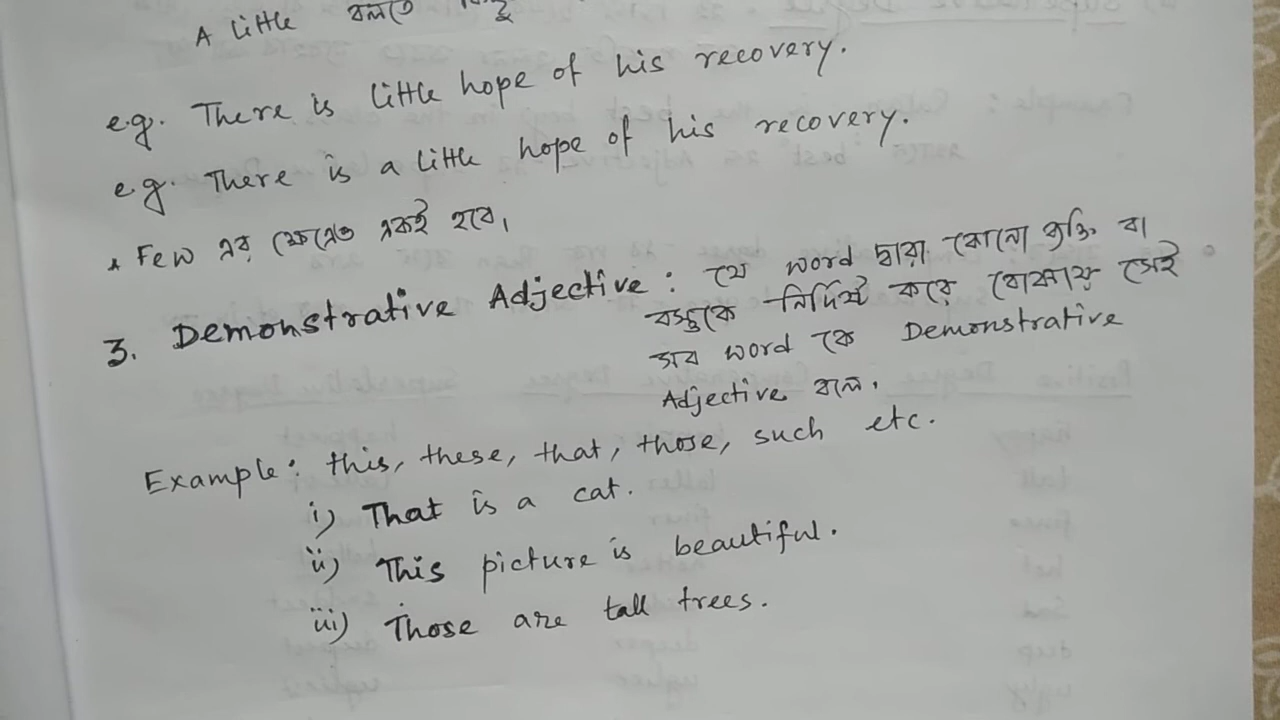 A little বলতে কিছু
e.g. There is little hope of his recovery.
e.g. There is a little hope of his recovery.
* Few এর ক্ষেত্রেও একই হবে।
3. Demonstrative Adjective : যে word দ্বারা কোনো ব্যক্তি বা
বস্তুকে নির্দিষ্ট করে বোঝায় সেই
সব word কে Demonstrative
Adjective বলে.
Example: this, these, that, those, such etc.
i) That is a cat.
ii) This picture is beautiful.
iii) Those are tall trees.